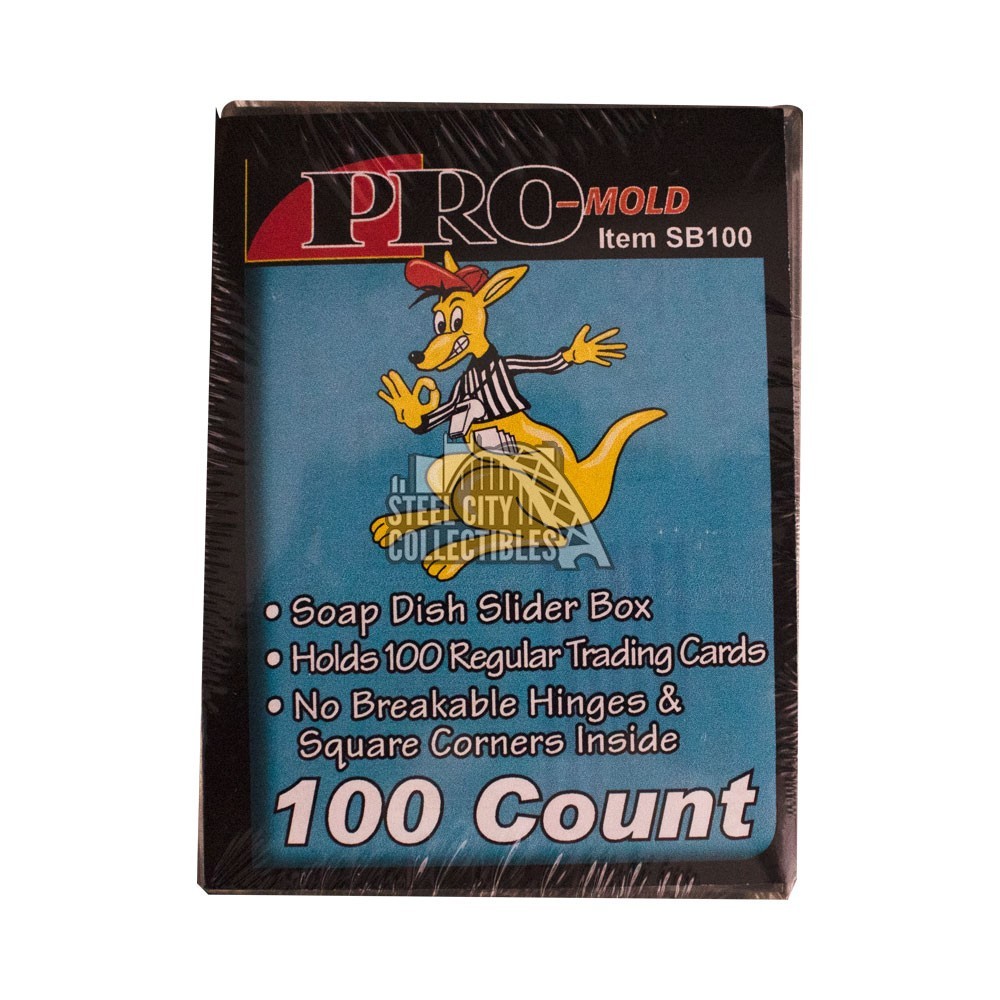 PRO-MOLD
Item SB100
STEEL CITY
COLLECTIBLES
• Soap Dish Slider Box
• Holds 100 Regular Trading Cards
• No Breakable Hinges &
Square Corners Inside
100 Count